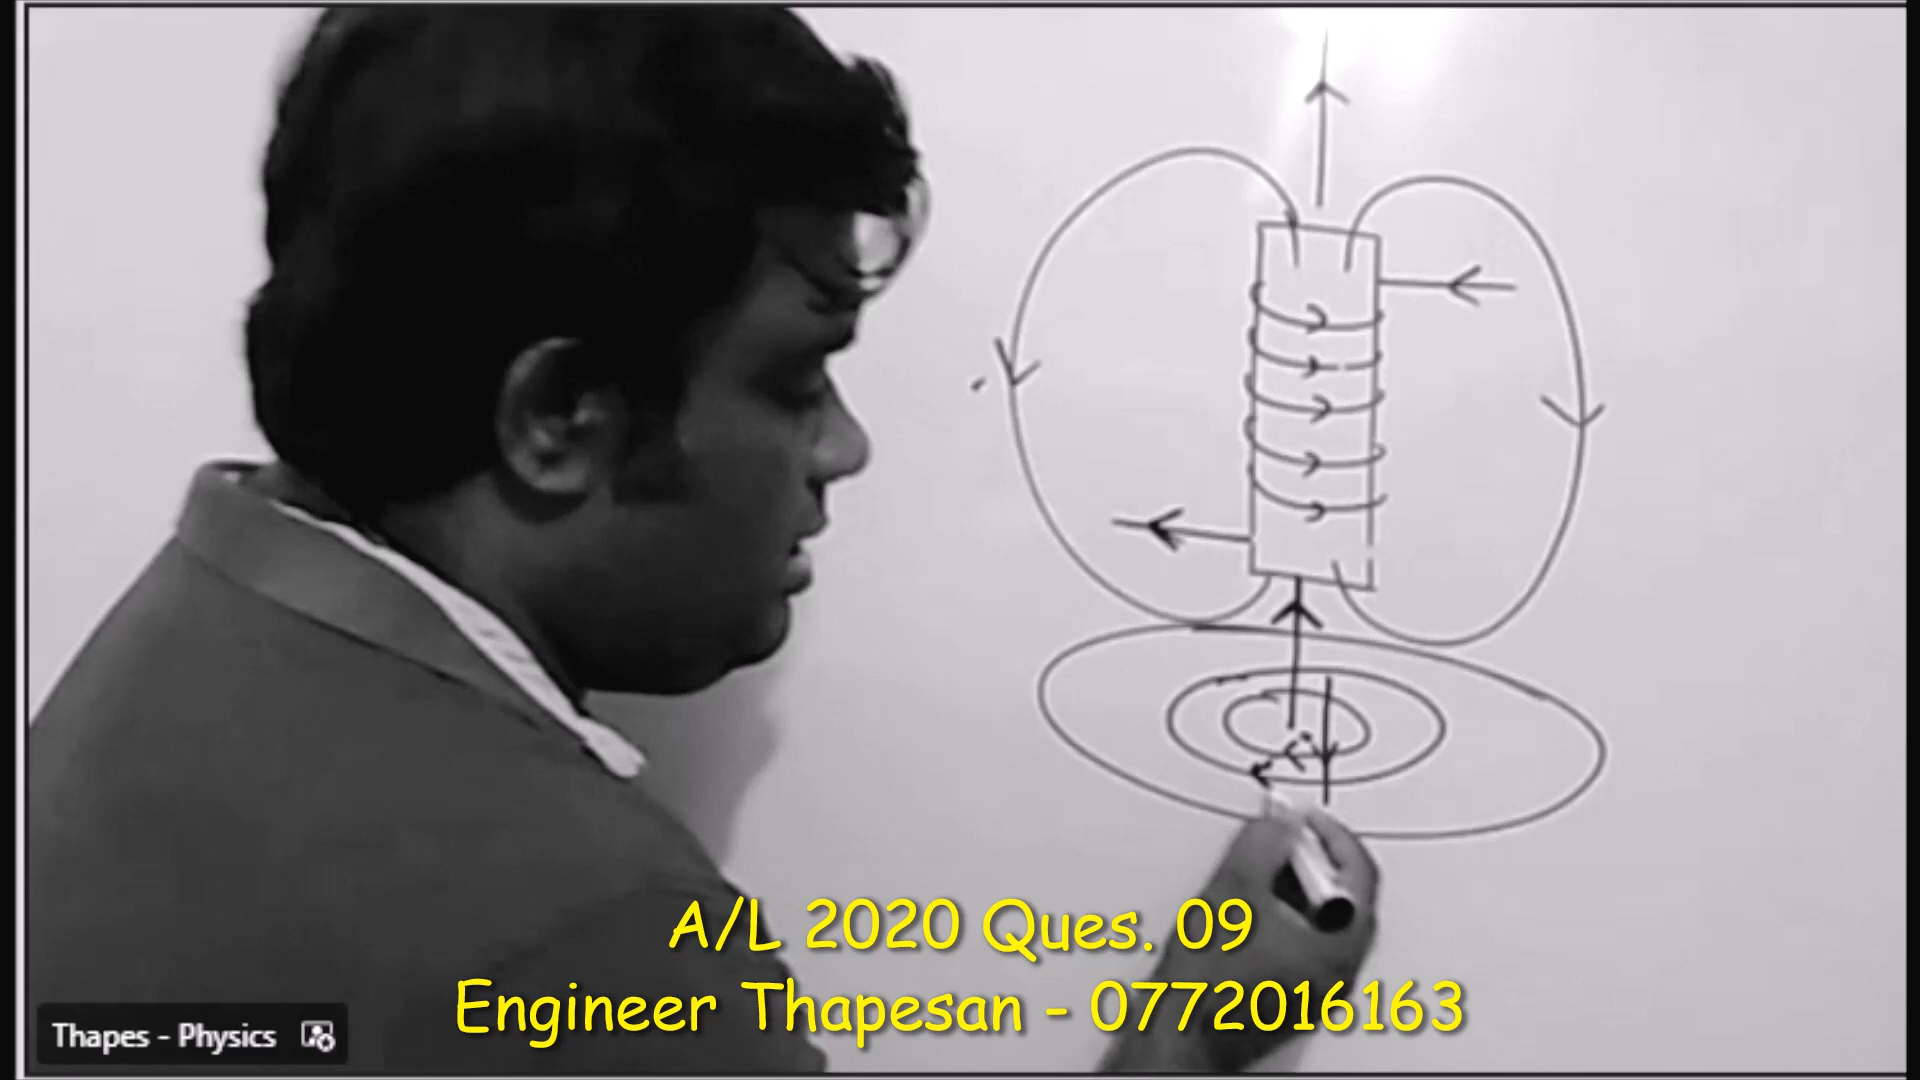 A/L 2020 Ques. 09
Engineer Thapesan - 0772016163
Thapes - Physics